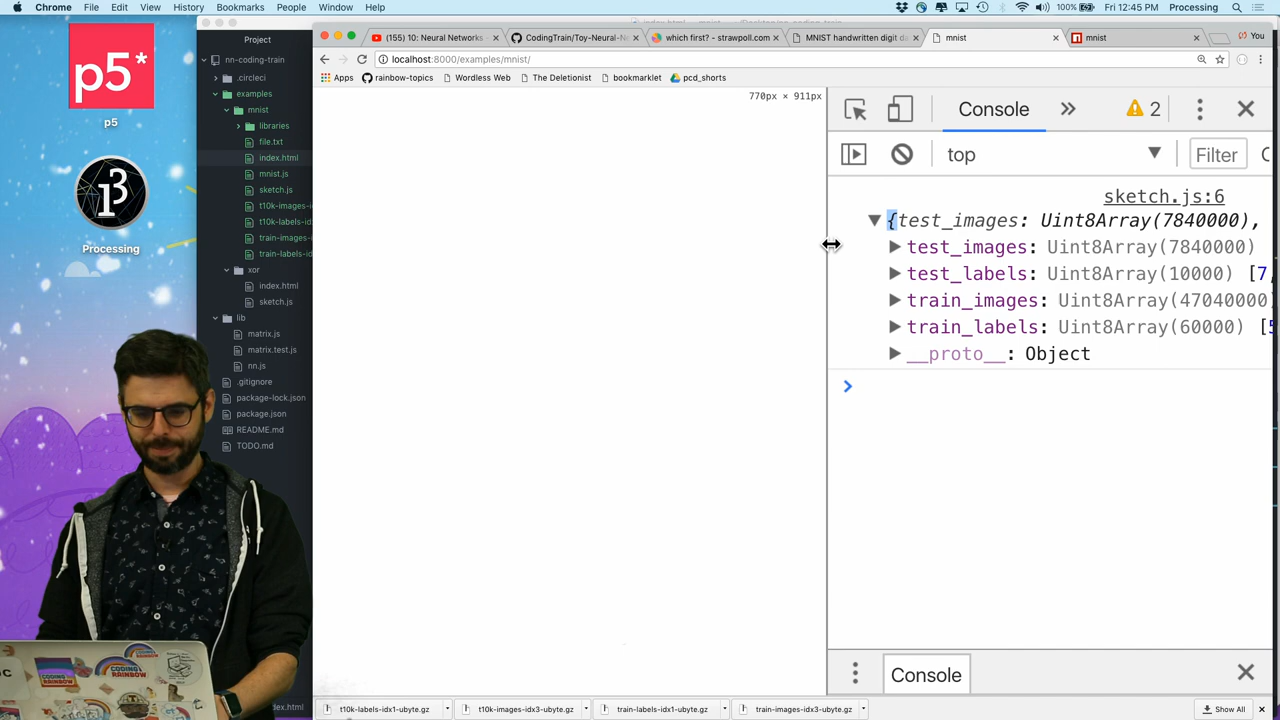 Chrome File Edit View History Bookmarks People Window Help 100% Fri 12:45 PM Processing
p5*
p5
Processing
Project
nn-coding-train
.circleci
examples
mnist
libraries
file.txt
index.html
mnist.js
sketch.js
t10k-images-i
t10k-labels-id
train-images-
train-labels-id
xor
index.html
sketch.js
lib
matrix.js
matrix.test.js
nn.js
.gitignore
package-lock.json
package.json
README.md
TODO.md
dex.html
(155) 10: Neural Networks - CodingTrain/Toy-Neural-N which first? - strawpoll.com MNIST handwritten digit da mnist mnist You
localhost:8000/examples/mnist/
Apps rainbow-topics Wordless Web The Deletionist bookmarklet pcd_shorts
770px × 911px
Console 2
top Filter
sketch.js:6
{test_images: Uint8Array(7840000),
test_images: Uint8Array(7840000)
test_labels: Uint8Array(10000) [7,
train_images: Uint8Array(47040000)
train_labels: Uint8Array(60000) [5
__proto__: Object
Console
t10k-labels-idx1-ubyte.gz t10k-images-idx3-ubyte.gz train-labels-idx1-ubyte.gz train-images-idx3-ubyte.gz Show All
CODING
RAINBOW